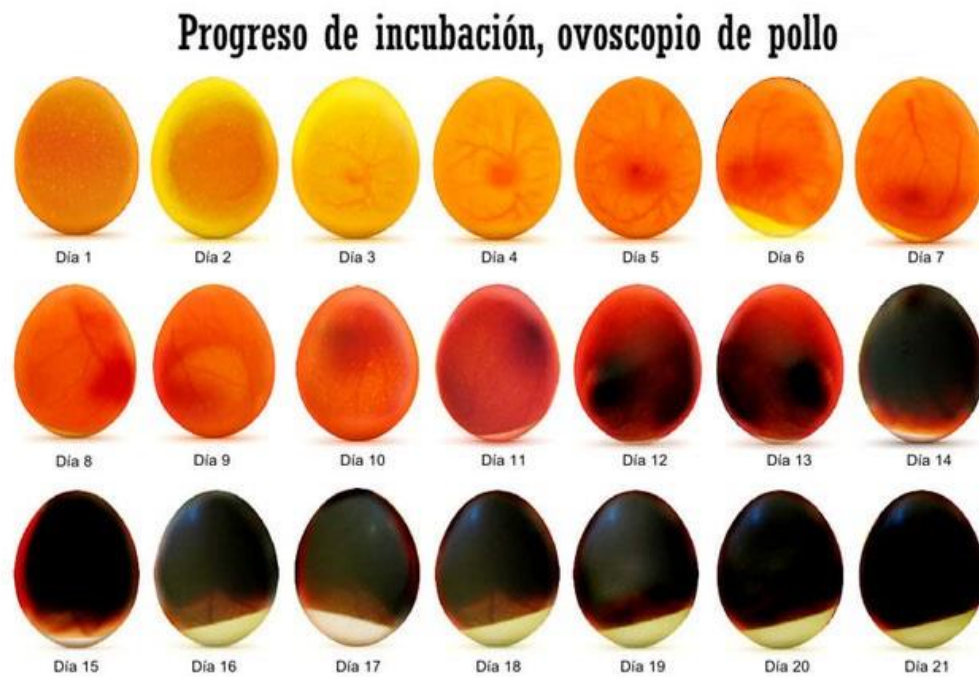 Progreso de incubación, ovoscopio de pollo
Día 1 Día 2 Día 3 Día 4 Día 5 Día 6 Día 7
Día 8 Día 9 Día 10 Día 11 Día 12 Día 13 Día 14
Día 15 Día 16 Día 17 Día 18 Día 19 Día 20 Día 21